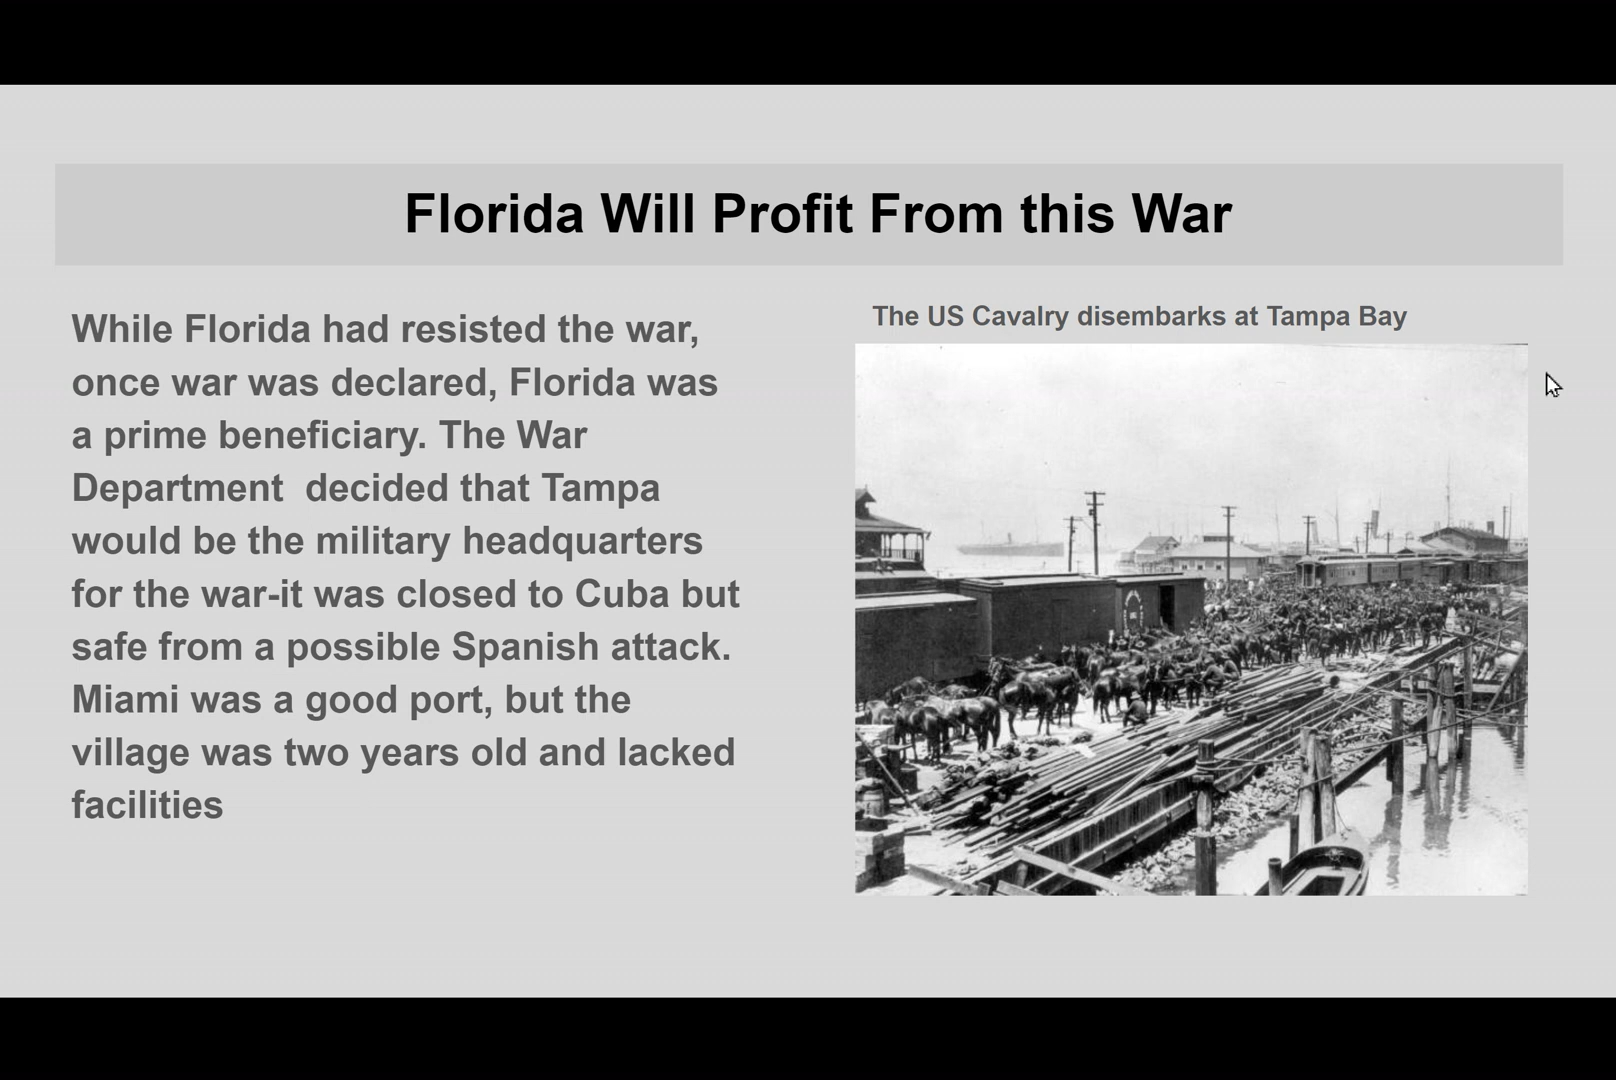 Florida Will Profit From this War
While Florida had resisted the war,
once war was declared, Florida was
a prime beneficiary. The War
Department  decided that Tampa
would be the military headquarters
for the war-it was closed to Cuba but
safe from a possible Spanish attack.
Miami was a good port, but the
village was two years old and lacked
facilities
The US Cavalry disembarks at Tampa Bay